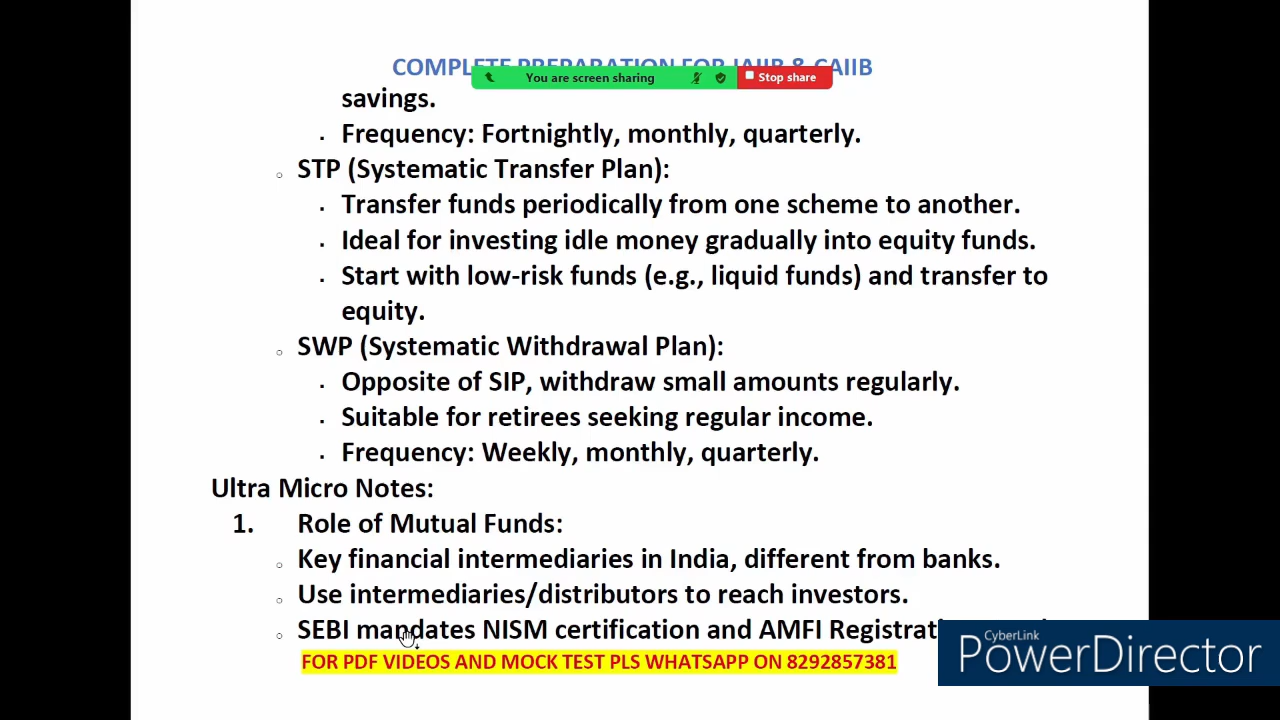 COMPLETE PREPARATION FOR JAIIB & CAIIB
You are screen sharing
Stop share
savings.
Frequency: Fortnightly, monthly, quarterly.
STP (Systematic Transfer Plan):
Transfer funds periodically from one scheme to another.
Ideal for investing idle money gradually into equity funds.
Start with low-risk funds (e.g., liquid funds) and transfer to
equity.
SWP (Systematic Withdrawal Plan):
Opposite of SIP, withdraw small amounts regularly.
Suitable for retirees seeking regular income.
Frequency: Weekly, monthly, quarterly.
Ultra Micro Notes:
1. Role of Mutual Funds:
Key financial intermediaries in India, different from banks.
Use intermediaries/distributors to reach investors.
SEBI mandates NISM certification and AMFI
FOR PDF VIDEOS AND MOCK TEST PLS WHATSAPP ON 8292857381
CyberLink
PowerDirector